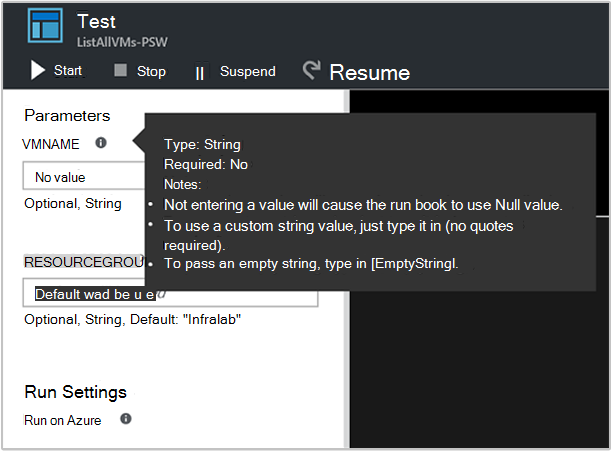 Test
ListAllVMs-PSW
Start Stop Suspend Resume
Parameters
VMNAME
Type: String
Required: No
Notes:
No value
• Not entering a value will cause the run book to use Null value.
Optional, String
• To use a custom string value, just type it in (no quotes
required).
• To pass an empty string, type in [EmptyStringl.
RESOURCEGROU
Default wad be u e
Optional, String, Default: "Infralab"
Run Settings
Run on Azure